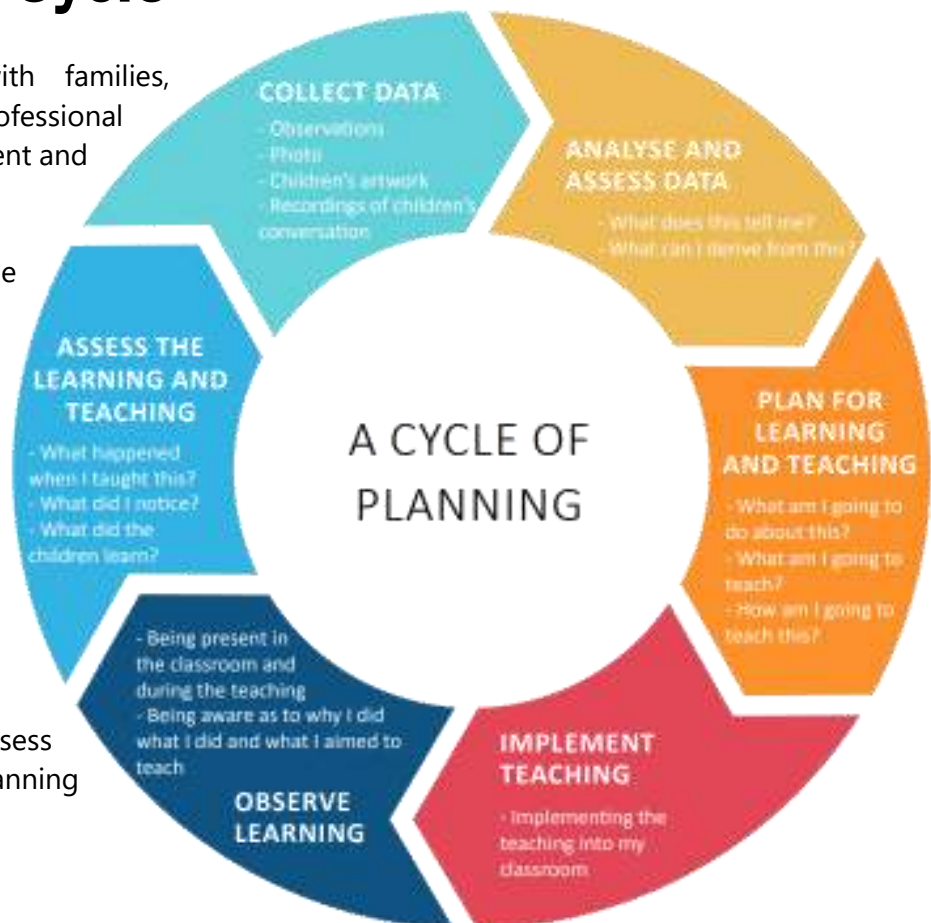 Cycle
with families,
ofessional
ent and
e
sess
anning
COLLECT DATA
- Observations
- Photo
- Children's artwork
- Recordings of children's
conversation
ANALYSE AND
ASSESS DATA
- What does this tell me?
- What can I derive from this?
PLAN FOR
LEARNING
AND TEACHING
- What am I going to
do about this?
- What am I going to
teach?
- How am I going to
teach this?
IMPLEMENT
TEACHING
- Implementing the
teaching into my
classroom
- Being present in
the classroom and
during the teaching
- Being aware as to why I did
what I did and what I aimed to
teach
OBSERVE
LEARNING
ASSESS THE
LEARNING AND
TEACHING
- What happened
when I taught this?
- What did I notice?
- What did the
children learn?
A CYCLE OF
PLANNING